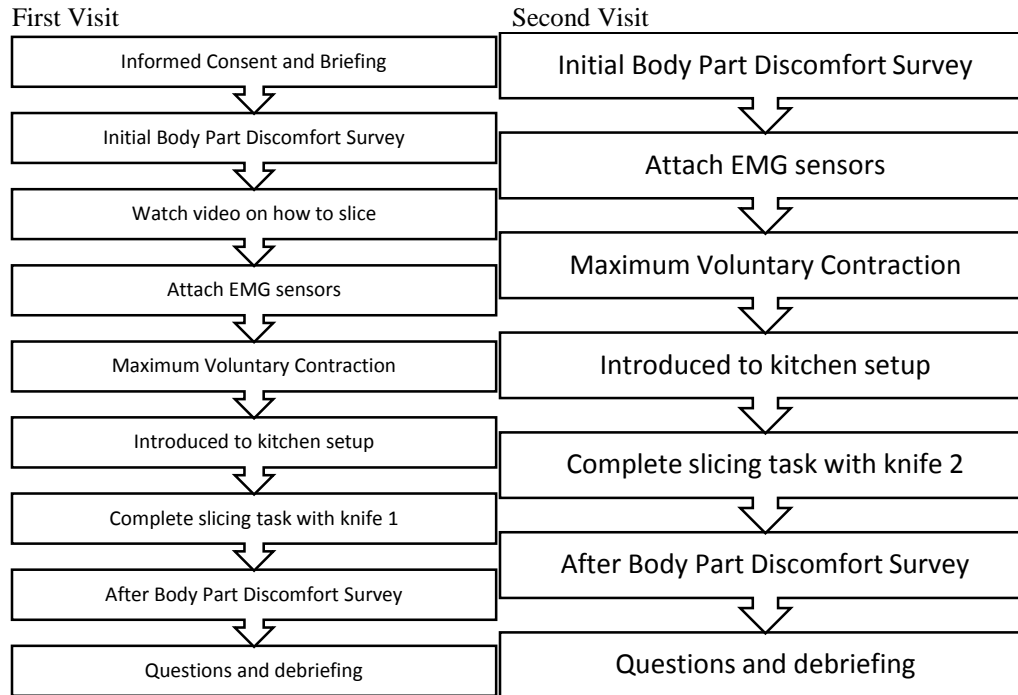 First Visit
Informed Consent and Briefing
Initial Body Part Discomfort Survey
Watch video on how to slice
Attach EMG sensors
Maximum Voluntary Contraction
Introduced to kitchen setup
Complete slicing task with knife 1
After Body Part Discomfort Survey
Questions and debriefing
Second Visit
Initial Body Part Discomfort Survey
Attach EMG sensors
Maximum Voluntary Contraction
Introduced to kitchen setup
Complete slicing task with knife 2
After Body Part Discomfort Survey
Questions and debriefing